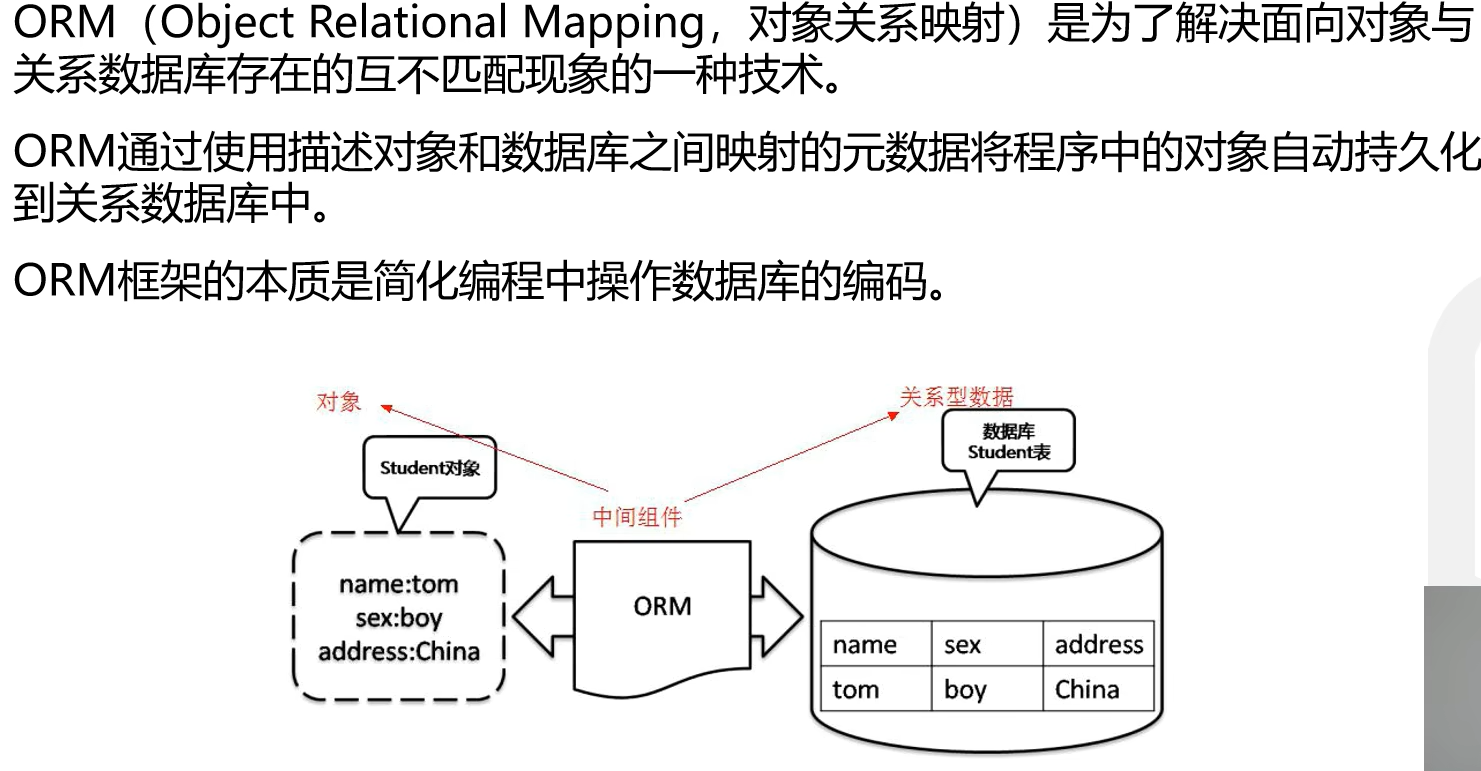 ORM（Object Relational Mapping，对象关系映射）是为了解决面向对象与
关系数据库存在的互不匹配现象的一种技术。
ORM通过使用描述对象和数据库之间映射的元数据将程序中的对象自动持久化
到关系数据库中。
ORM框架的本质是简化编程中操作数据库的编码。
对象
关系型数据
Student对象
数据库
Student表
中间组件
name:tom
sex:boy
address:China
ORM
name sex address
tom boy China